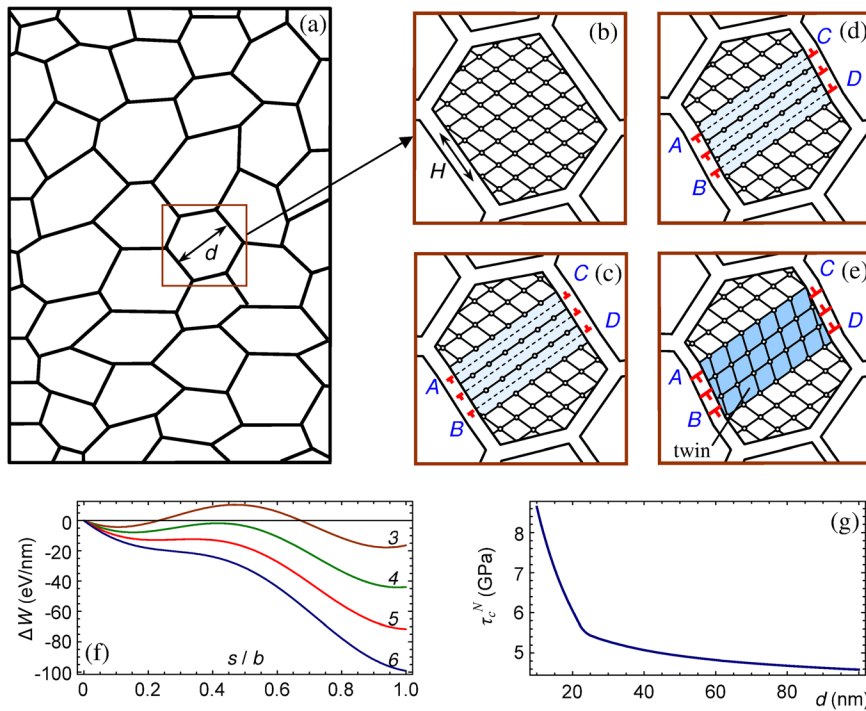 (a)
d
(b)
H
(d)
C
D
A
B
(c)
C
D
A
B
(e)
C
D
A
B
twin
0
-20
-40
-60
-80
-100
ΔW (eV/nm)
3
4
5
6
(f)
s / b
0 0.2 0.4 0.6 0.8 1.0
(g)
8
7
6
5
τcN (GPa)
20 40 60 80
d (nm)